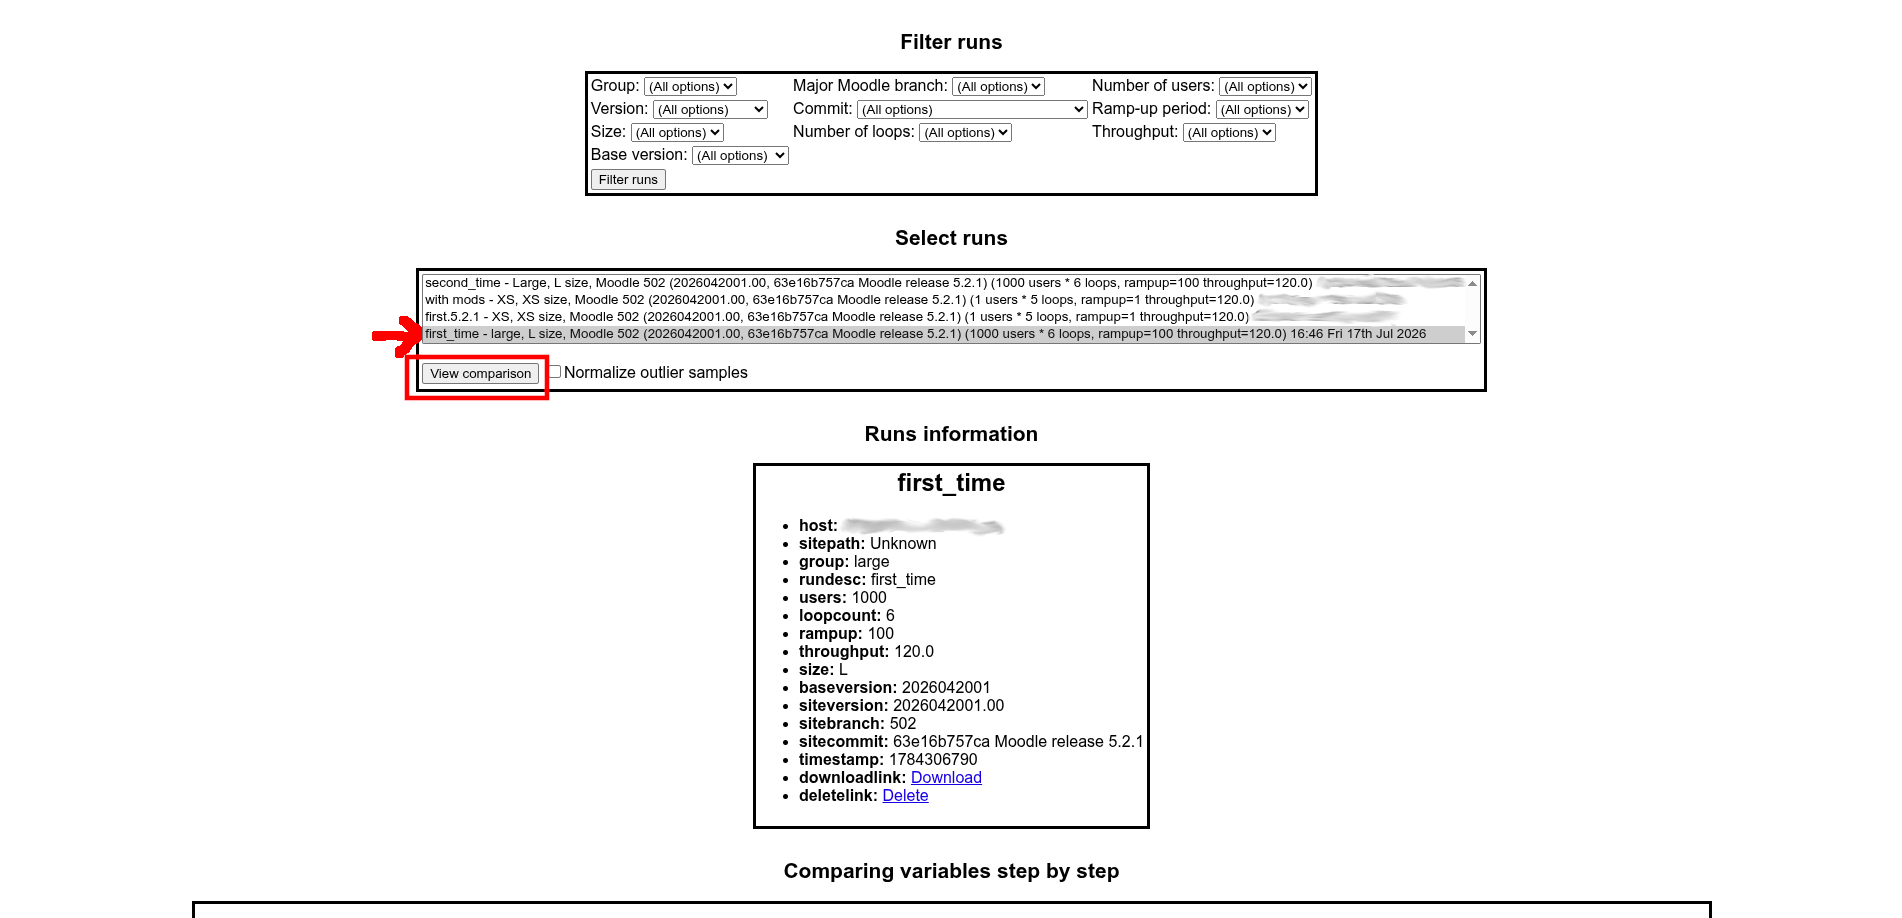 Filter runs
Group: (All options) Major Moodle branch: (All options) Number of users: (All options)
Version: (All options) Commit: (All options) Ramp-up period: (All options)
Size: (All options) Number of loops: (All options) Throughput: (All options)
Base version: (All options)
Filter runs
Select runs
second_time - Large, L size, Moodle 502 (2026042001.00, 63e16b757ca Moodle release 5.2.1) (1000 users * 6 loops, rampup=100 throughput=120.0)
with mods - XS, XS size, Moodle 502 (2026042001.00, 63e16b757ca Moodle release 5.2.1) (1 users * 5 loops, rampup=1 throughput=120.0)
first.5.2.1 - XS, XS size, Moodle 502 (2026042001.00, 63e16b757ca Moodle release 5.2.1) (1 users * 5 loops, rampup=1 throughput=120.0)
first_time - large, L size, Moodle 502 (2026042001.00, 63e16b757ca Moodle release 5.2.1) (1000 users * 6 loops, rampup=100 throughput=120.0) 16:46 Fri 17th Jul 2026
View comparison Normalize outlier samples
Runs information
first_time
host:
sitepath: Unknown
group: large
rundesc: first_time
users: 1000
loopcount: 6
rampup: 100
throughput: 120.0
size: L
baseversion: 2026042001
siteversion: 2026042001.00
sitebranch: 502
sitecommit: 63e16b757ca Moodle release 5.2.1
timestamp: 1784306790
downloadlink: Download
deletelink: Delete
Comparing variables step by step